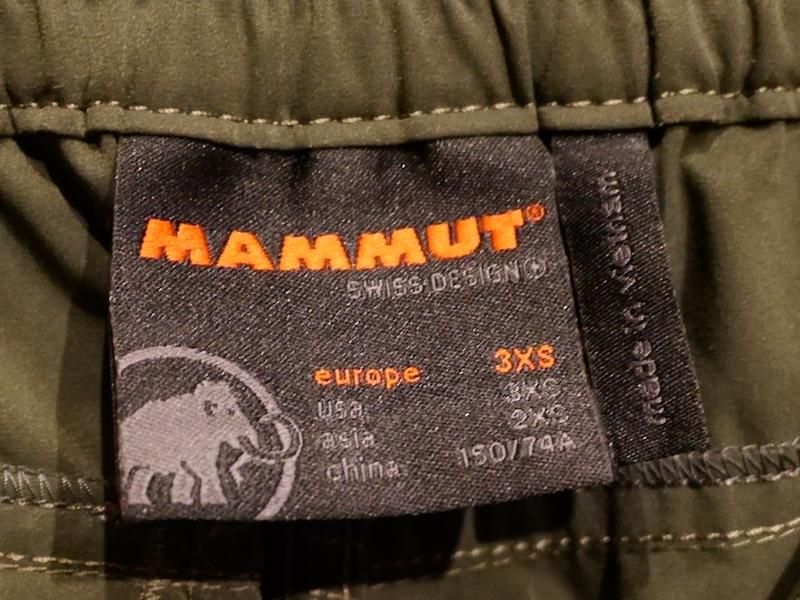 MAMMUT®
SWISS DESIGN
europe 3XS
usa 3XS
asia 2XS
china 150/74A
made in vietnam